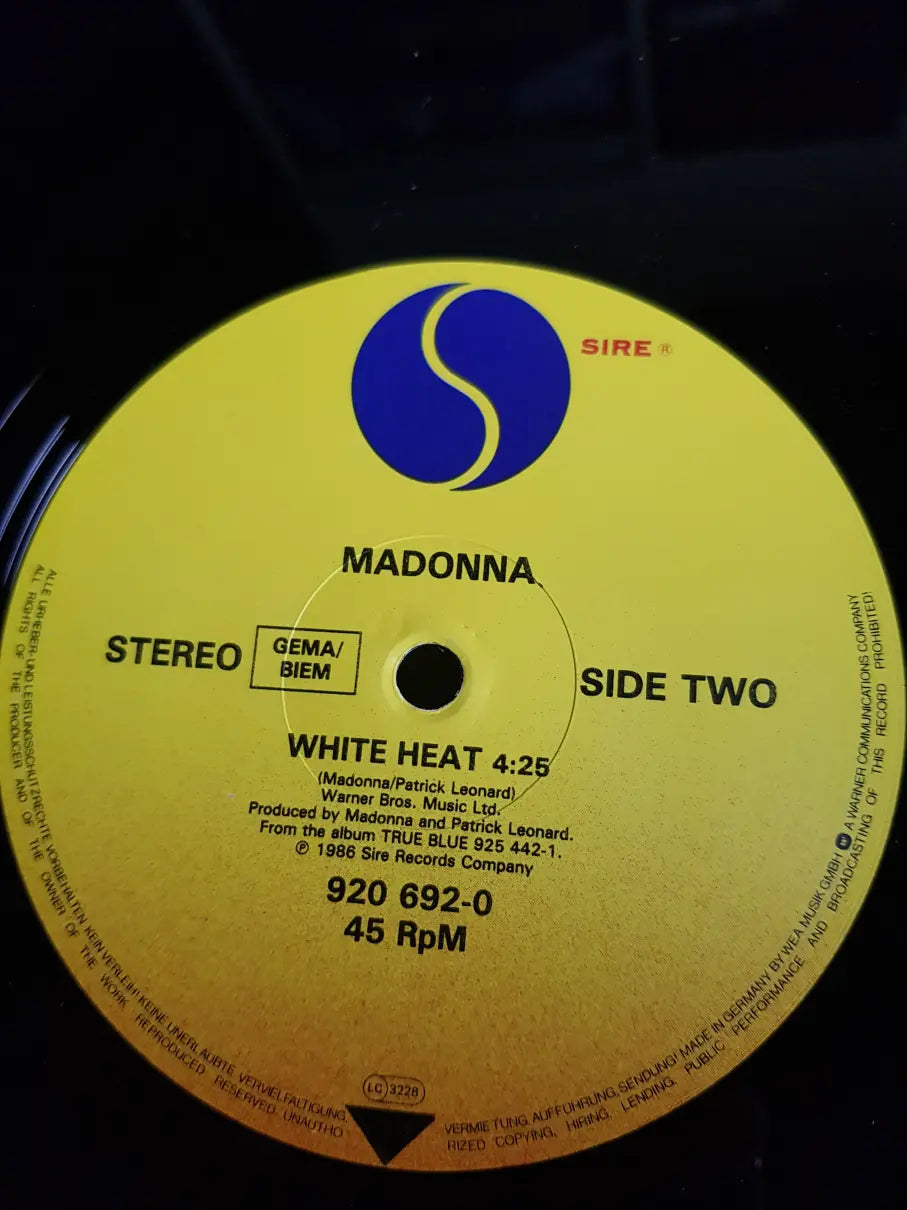 SIRE ®
MADONNA
STEREO
GEMA/
BIEM
SIDE TWO
WHITE HEAT 4:25
(Madonna/Patrick Leonard)
Warner Bros. Music Ltd.
Produced by Madonna and Patrick Leonard.
From the album TRUE BLUE 925 442-1.
℗ 1986 Sire Records Company
920 692-0
45 RpM
LC 3228
ALLE URHEBER-UND LEISTUNGSSCHUTZRECHTE VORBEHALTEN. KEIN VERLEIH! KEINE UNERLAUBTE VERVIELFALTIGUNG,
VERMIETUNG, AUFFUHRUNG, SENDUNG! MADE IN GERMANY BY WEA MUSIK GMBH A WARNER COMMUNICATIONS COMPANY
ALL RIGHTS OF THE PRODUCER AND OF THE OWNER OF THE WORK REPRODUCED RESERVED. UNAUTHO
RIZED COPYING, HIRING, LENDING, PUBLIC PERFORMANCE AND BROADCASTING OF THIS RECORD PROHIBITED!